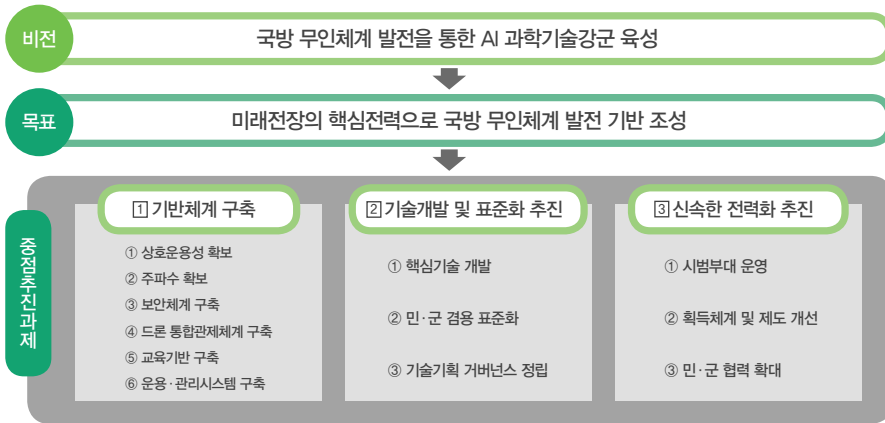 비전
국방 무인체계 발전을 통한 AI 과학기술강군 육성
목표
미래전장의 핵심전력으로 국방 무인체계 발전 기반 조성
중점추진과제
1 기반체계 구축
① 상호운용성 확보
② 주파수 확보
③ 보안체계 구축
④ 드론 통합관제체계 구축
⑤ 교육기반 구축
⑥ 운용·관리시스템 구축
2 기술개발 및 표준화 추진
① 핵심기술 개발
② 민·군 겸용 표준화
③ 기술기획 거버넌스 정립
3 신속한 전력화 추진
① 시범부대 운영
② 획득체계 및 제도 개선
③ 민·군 협력 확대